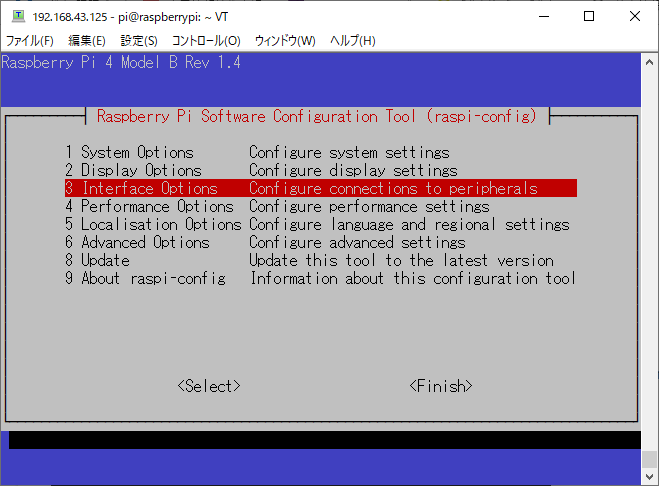 192.168.43.125 - pi@raspberrypi: ~ VT
ファイル(F) 編集(E) 設定(S) コントロール(O) ウィンドウ(W) ヘルプ(H)
Raspberry Pi 4 Model B Rev 1.4
Raspberry Pi Software Configuration Tool (raspi-config)
1 System Options Configure system settings
2 Display Options Configure display settings
3 Interface Options Configure connections to peripherals
4 Performance Options Configure performance settings
5 Localisation Options Configure language and regional settings
6 Advanced Options Configure advanced settings
8 Update Update this tool to the latest version
9 About raspi-config Information about this configuration tool
<Select> <Finish>